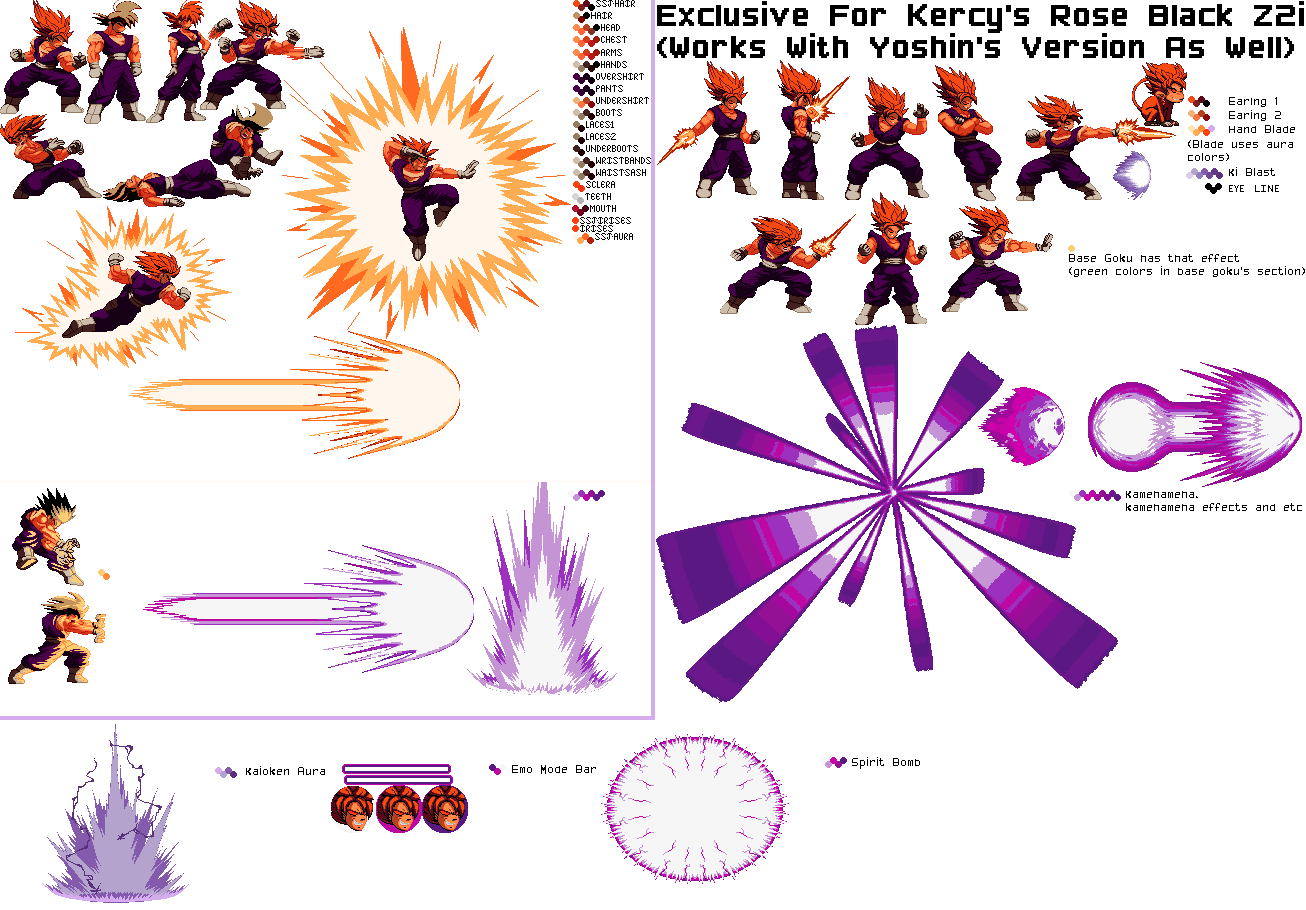 SSJHAIR
HAIR
HEAD
CHEST
ARMS
HANDS
OVERSHIRT
PANTS
UNDERSHIRT
BOOTS
LACES1
LACES2
UNDERBOOTS
WRISTBANDS
WAISTSASH
SCLERA
TEETH
MOUTH
SSJIRISES
IRISES
SSJAURA
Exclusive For Kercy's Rose Black Z2i
(Works With Yoshin's Version As Well)
Earing 1
Earing 2
Hand Blade
(Blade uses aura
colors)
Ki Blast
EYE LINE
Base Goku has that effect
(green colors in base goku's section)
Kamehameha.
kamehameha effects and etc
Kaioken Aura
Emo Mode Bar
Spirit Bomb